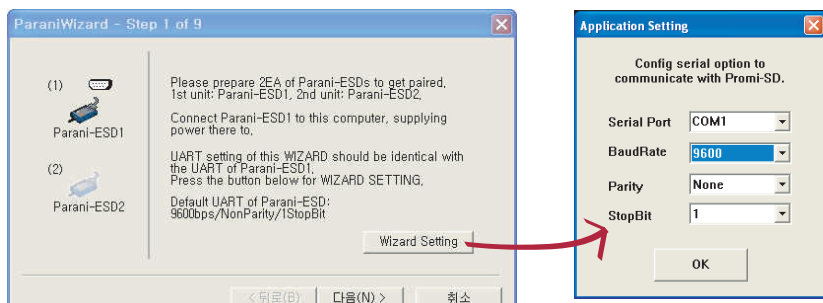 ParaniWizard - Step 1 of 9
(1)
Parani-ESD1
(2)
Parani-ESD2
Please prepare 2EA of Parani-ESDs to get paired,
1st unit: Parani-ESD1, 2nd unit: Parani-ESD2,
Connect Parani-ESD1 to this computer, supplying
power there to,
UART setting of this WIZARD should be identical with
the UART of Parani-ESD1,
Press the button below for WIZARD SETTING,
Default UART of Parani-ESD:
9600bps/NonParity/1StopBit
Wizard Setting
< 뒤로(B)
다음(N) >
취소
Application Setting
Config serial option to
communicate with Promi-SD.
Serial Port COM1
BaudRate 9600
Parity None
StopBit 1
OK